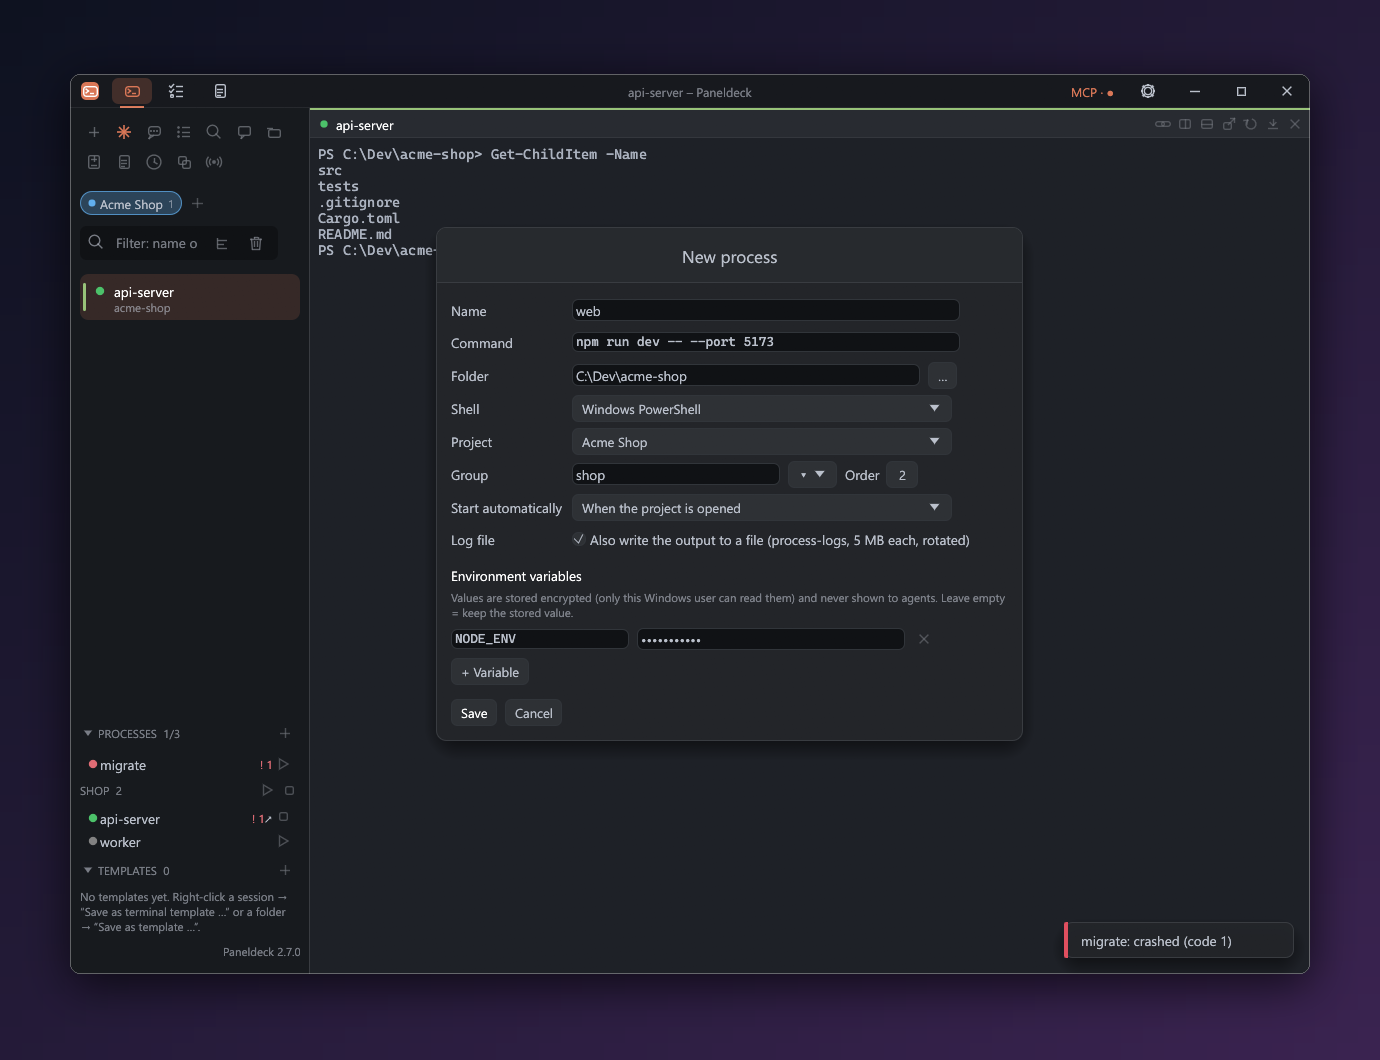 api-server – Paneldeck
MCP ·
Acme Shop 1
Filter: name o
api-server
acme-shop
PROCESSES 1/3
migrate ! 1
SHOP 2
api-server ! 1↗
worker
TEMPLATES 0
No templates yet. Right-click a session →
"Save as terminal template ..." or a folder
→ "Save as template ...".
Paneldeck 2.7.0
api-server
PS C:\Dev\acme-shop> Get-ChildItem -Name
src
tests
.gitignore
Cargo.toml
README.md
PS C:\Dev\acme-
New process
Name web
Command npm run dev -- --port 5173
Folder C:\Dev\acme-shop ...
Shell Windows PowerShell
Project Acme Shop
Group shop Order 2
Start automatically When the project is opened
Log file ✓ Also write the output to a file (process-logs, 5 MB each, rotated)
Environment variables
Values are stored encrypted (only this Windows user can read them) and never shown to agents. Leave empty
= keep the stored value.
NODE_ENV •••••••••••
+ Variable
Save Cancel
migrate: crashed (code 1)